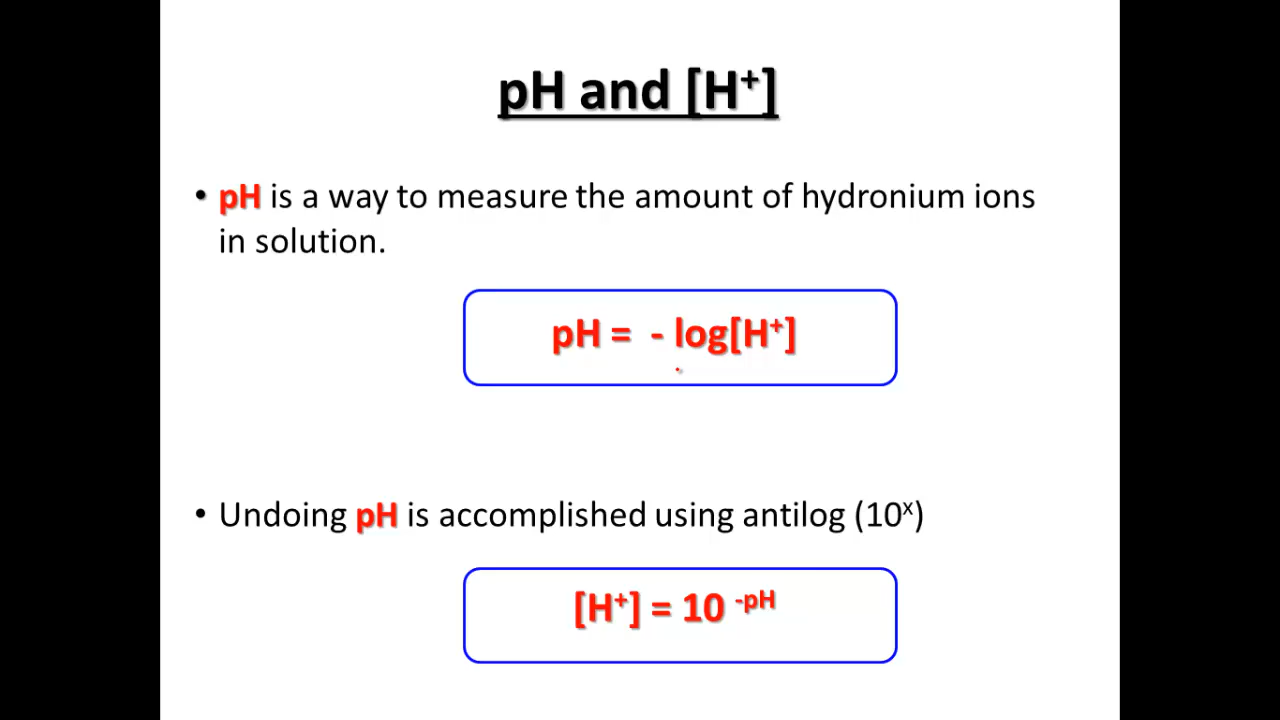 pH and [H⁺]
• pH is a way to measure the amount of hydronium ions
in solution.
pH = - log[H⁺]
• Undoing pH is accomplished using antilog (10ˣ)
[H⁺] = 10 ⁻ᵖᴴ